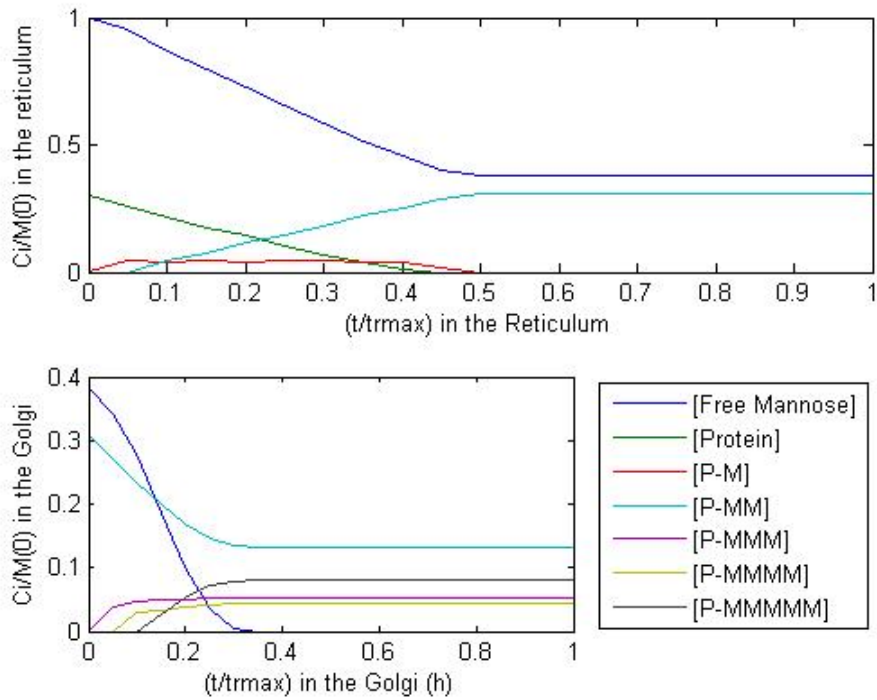 Ci/M(0) in the reticulum
1
0.5
0
0 0.1 0.2 0.3 0.4 0.5 0.6 0.7 0.8 0.9 1
(t/trmax) in the Reticulum
Ci/M(0) in the Golgi
0.4
0.3
0.2
0.1
0
0 0.2 0.4 0.6 0.8 1
(t/trmax) in the Golgi (h)
[Free Mannose]
[Protein]
[P-M]
[P-MM]
[P-MMM]
[P-MMMM]
[P-MMMMM]